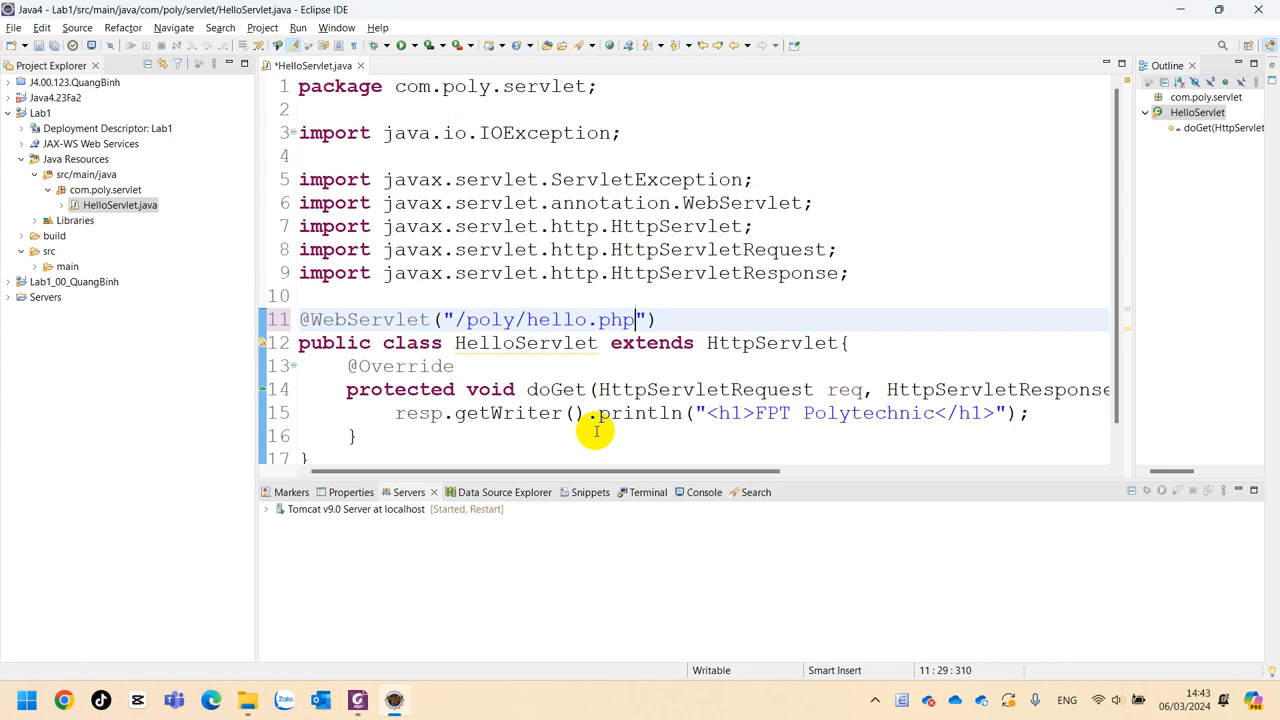 Java4 - Lab1/src/main/java/com/poly/servlet/HelloServlet.java - Eclipse IDE
File Edit Source Refactor Navigate Search Project Run Window Help
Project Explorer
J4.00.123.QuangBinh
Java4.23Fa2
Lab1
Deployment Descriptor: Lab1
JAX-WS Web Services
Java Resources
src/main/java
com.poly.servlet
HelloServlet.java
Libraries
build
src
main
Lab1_00_QuangBinh
Servers
*HelloServlet.java
1 package com.poly.servlet;
2
3 import java.io.IOException;
4
5 import javax.servlet.ServletException;
6 import javax.servlet.annotation.WebServlet;
7 import javax.servlet.http.HttpServlet;
8 import javax.servlet.http.HttpServletRequest;
9 import javax.servlet.http.HttpServletResponse;
10
11 @WebServlet("/poly/hello.php")
12 public class HelloServlet extends HttpServlet{
13 @Override
14 protected void doGet(HttpServletRequest req, HttpServletResponse
15 resp.getWriter().println("<h1>FPT Polytechnic</h1>");
16 }
17 }
Outline
com.poly.servlet
HelloServlet
doGet(HttpServlet
Markers Properties Servers Data Source Explorer Snippets Terminal Console Search
Tomcat v9.0 Server at localhost [Started, Restart]
Writable Smart Insert 11 : 29 : 310
Zalo
ENG
14:43
06/03/2024
PRE